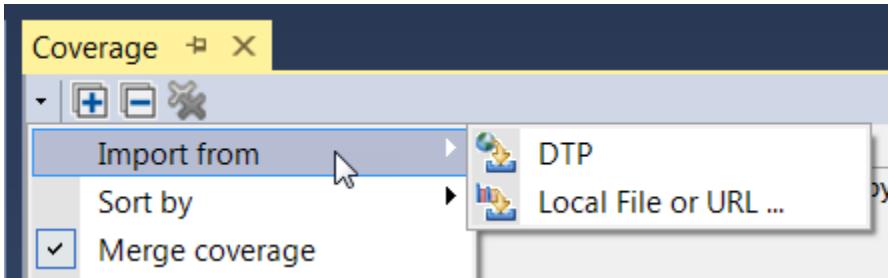 Coverage
Import from
DTP
Sort by
Local File or URL ...
Merge coverage